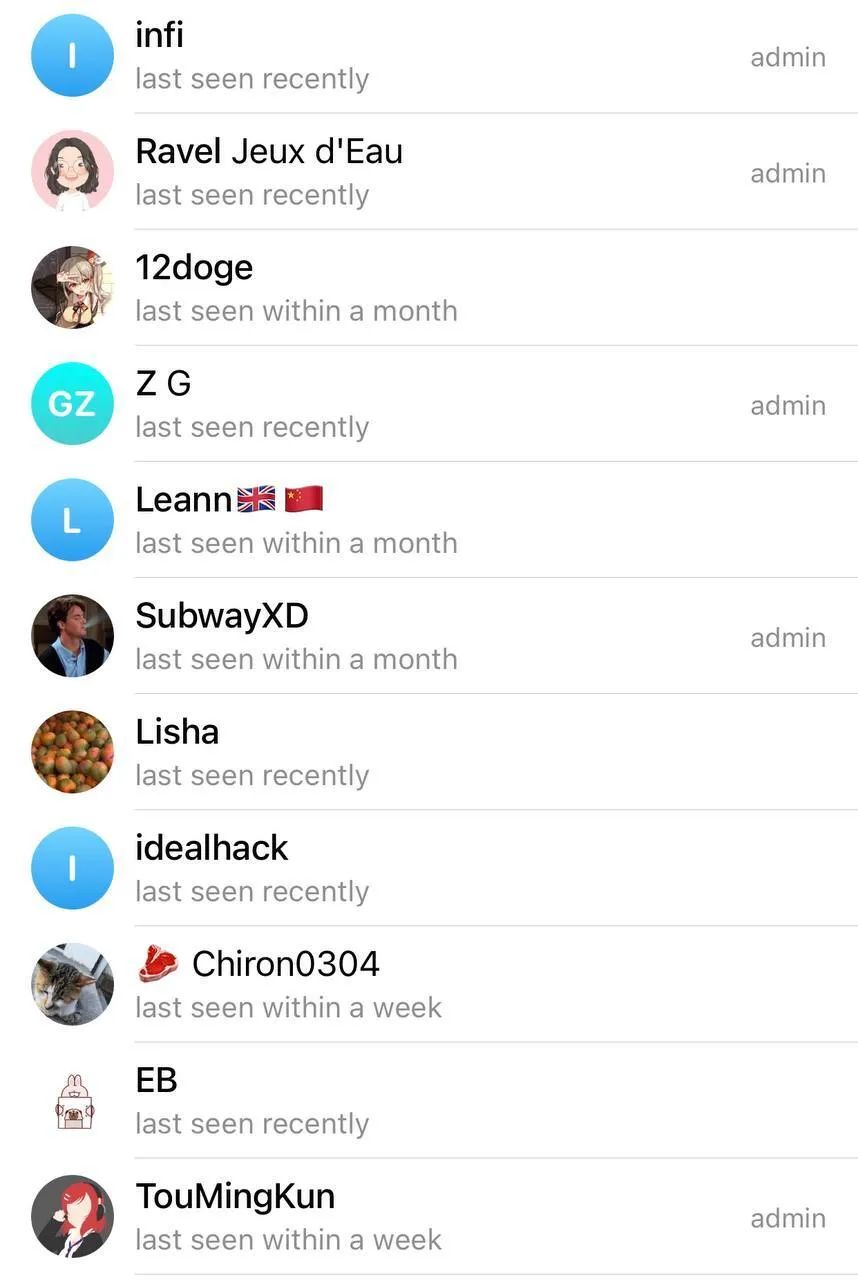 I
infi
last seen recently
admin
Ravel Jeux d'Eau
last seen recently
admin
12doge
last seen within a month
GZ
Z G
last seen recently
admin
L
Leann🇬🇧🇨🇳
last seen within a month
SubwayXD
last seen within a month
admin
Lisha
last seen recently
I
idealhack
last seen recently
🥩 Chiron0304
last seen within a week
EB
last seen recently
TouMingKun
last seen within a week
admin